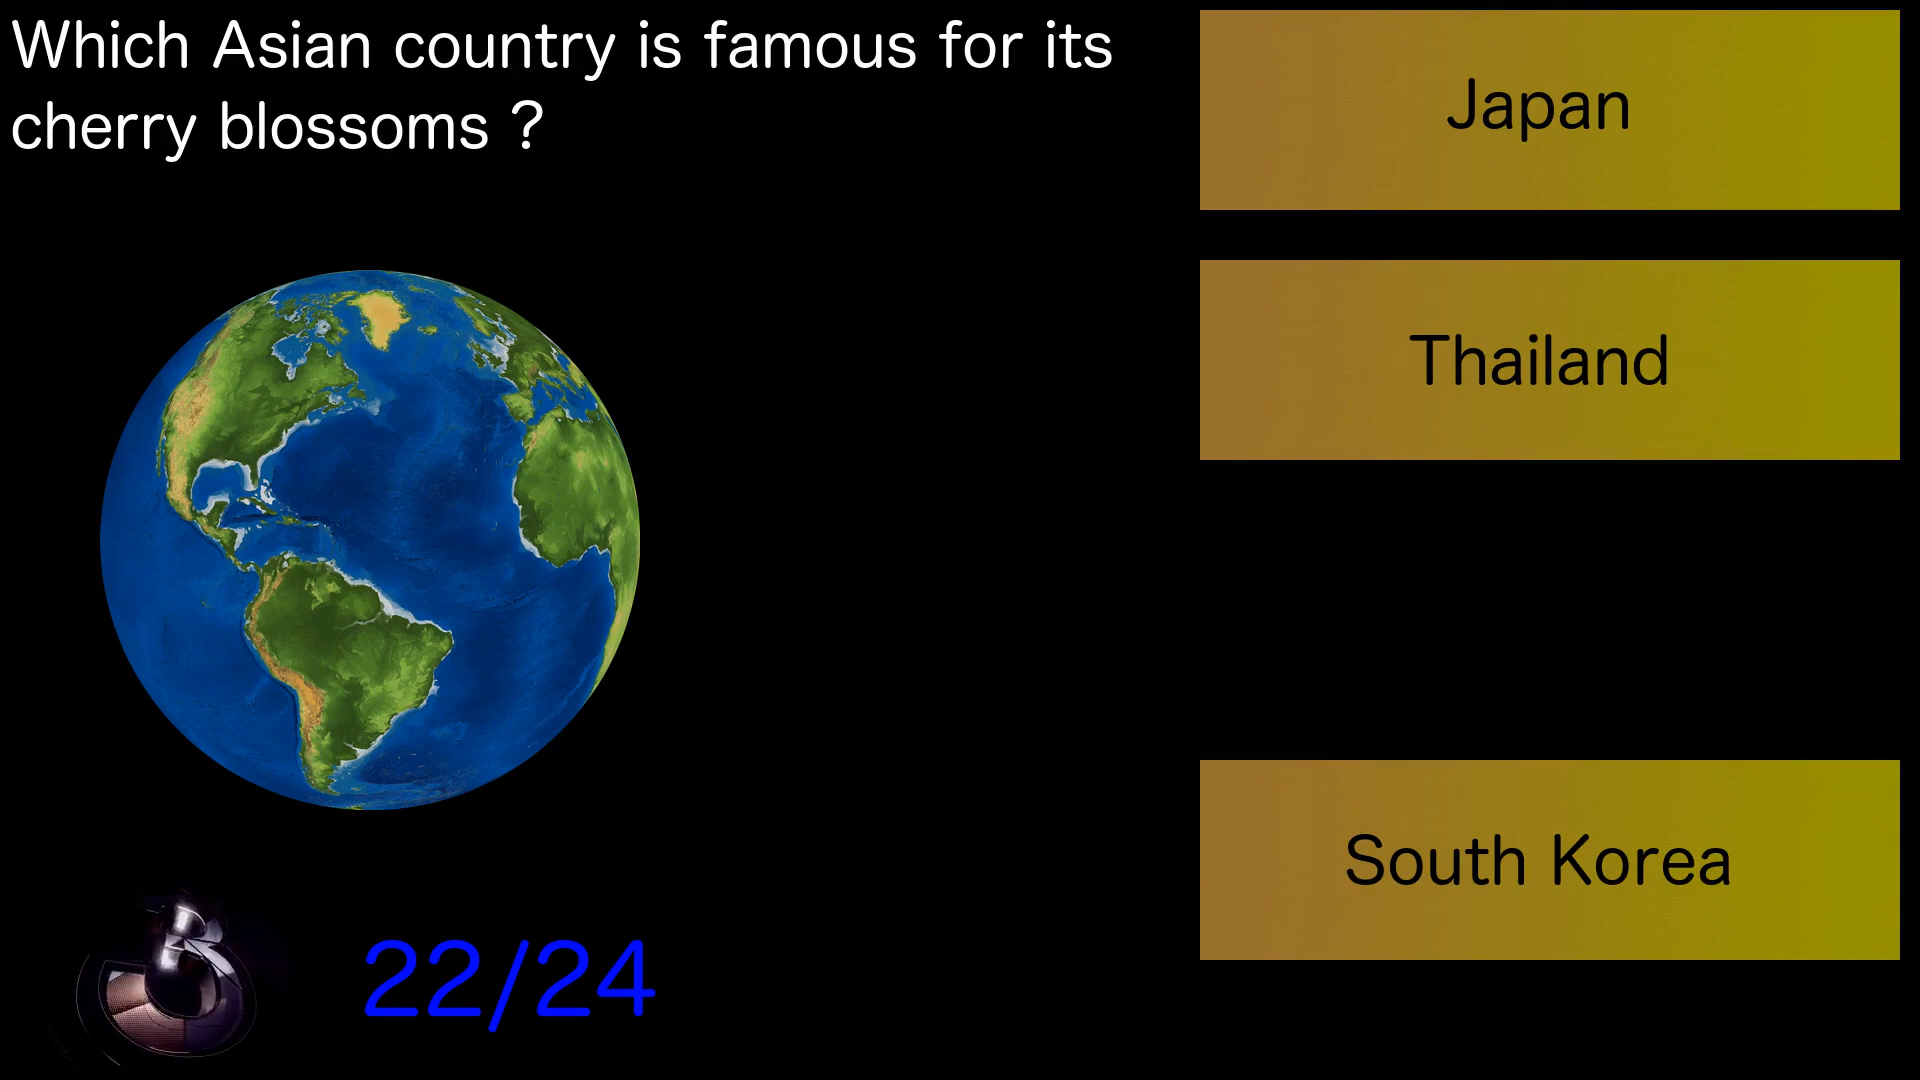 Which Asian country is famous for its
cherry blossoms ?
Japan
Thailand
South Korea
22/24